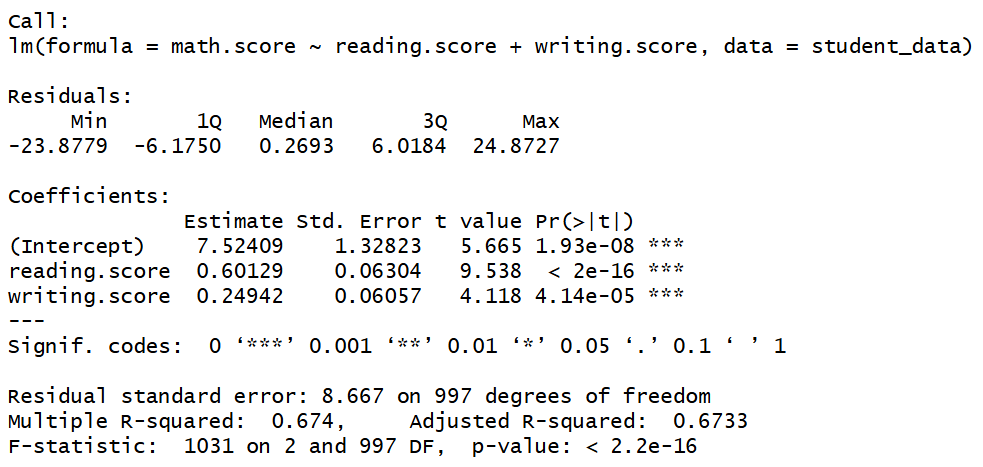 Call:
lm(formula = math.score ~ reading.score + writing.score, data = student_data)
Residuals:
     Min       1Q   Median       3Q      Max
-23.8779  -6.1750   0.2693   6.0184  24.8727
Coefficients:
              Estimate Std. Error t value Pr(>|t|)
(Intercept)    7.52409    1.32823   5.665 1.93e-08 ***
reading.score  0.60129    0.06304   9.538  < 2e-16 ***
writing.score  0.24942    0.06057   4.118 4.14e-05 ***
---
Signif. codes:  0 ‘***’ 0.001 ‘**’ 0.01 ‘*’ 0.05 ‘.’ 0.1 ‘ ’ 1
Residual standard error: 8.667 on 997 degrees of freedom
Multiple R-squared:  0.674,	Adjusted R-squared:  0.6733
F-statistic:  1031 on 2 and 997 DF,  p-value: < 2.2e-16